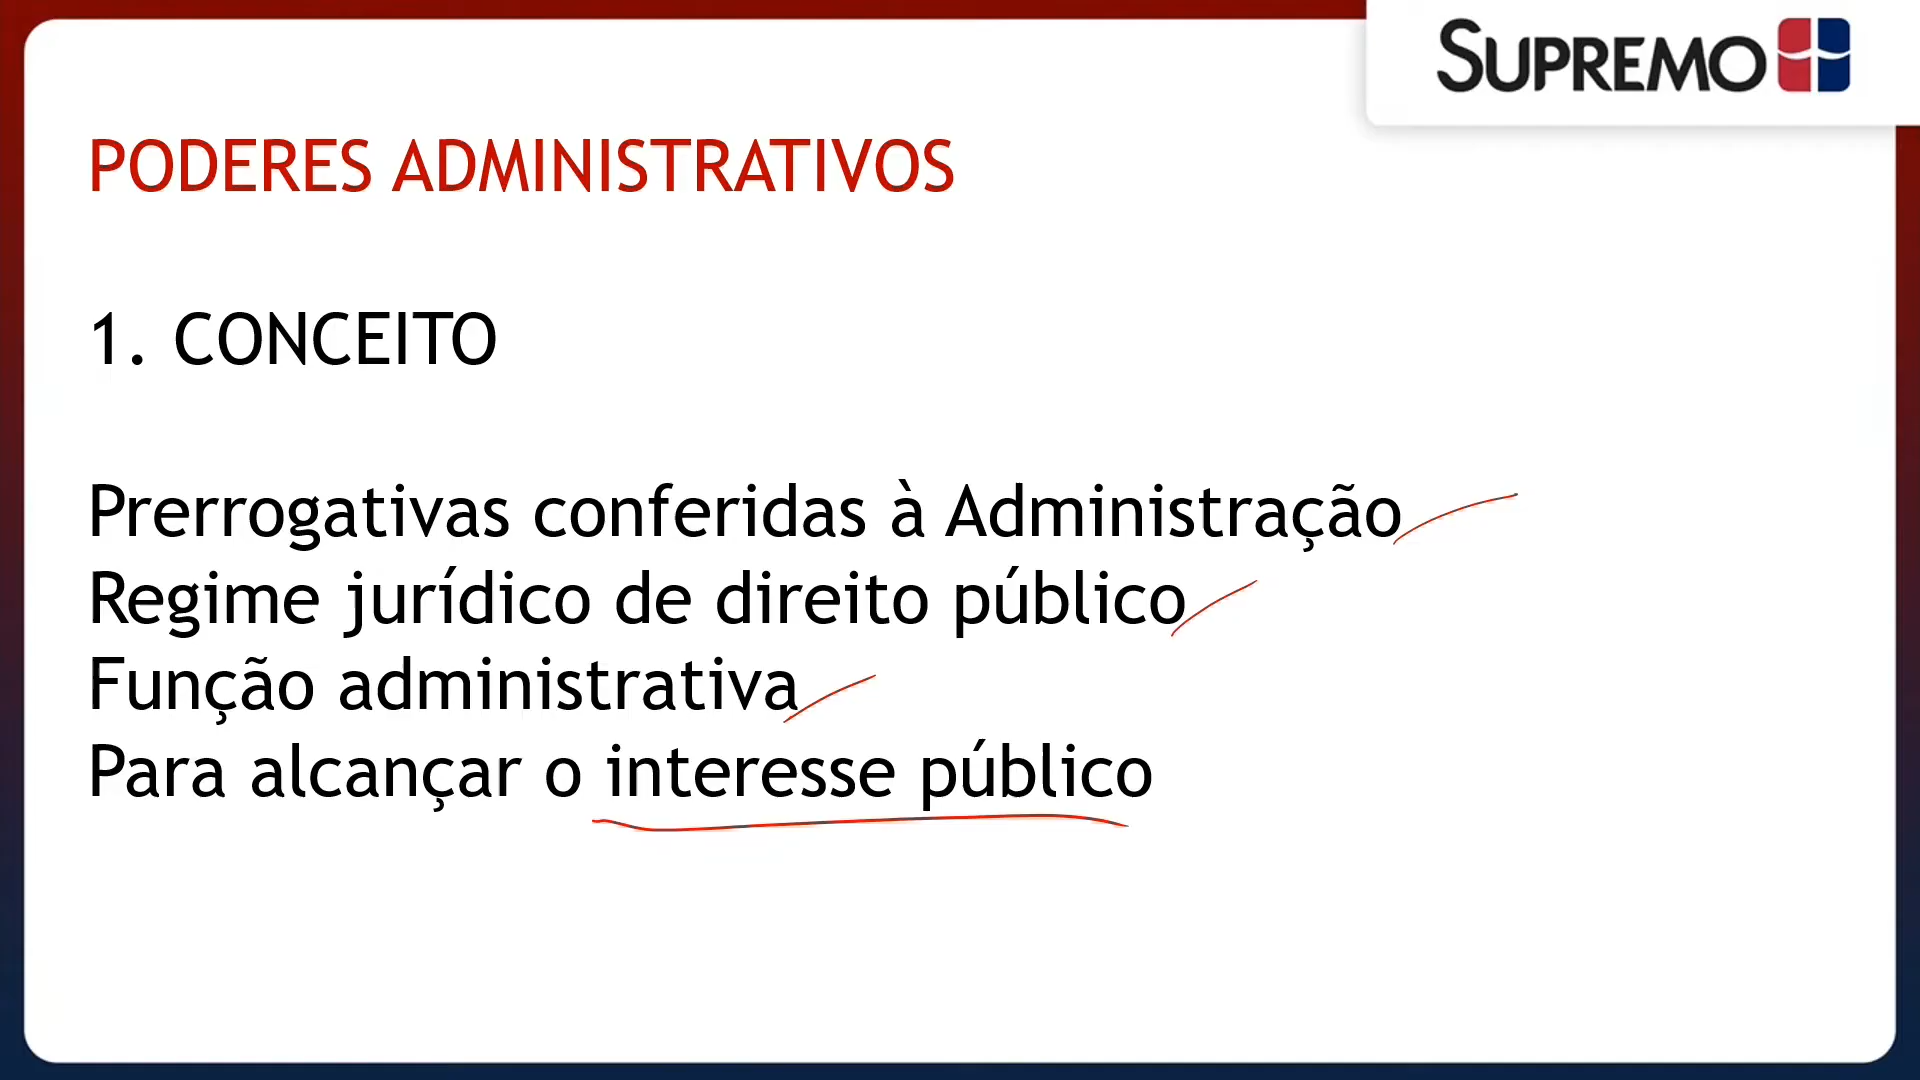 SUPREMO
PODERES ADMINISTRATIVOS
1. CONCEITO
Prerrogativas conferidas à Administração
Regime jurídico de direito público
Função administrativa
Para alcançar o interesse público